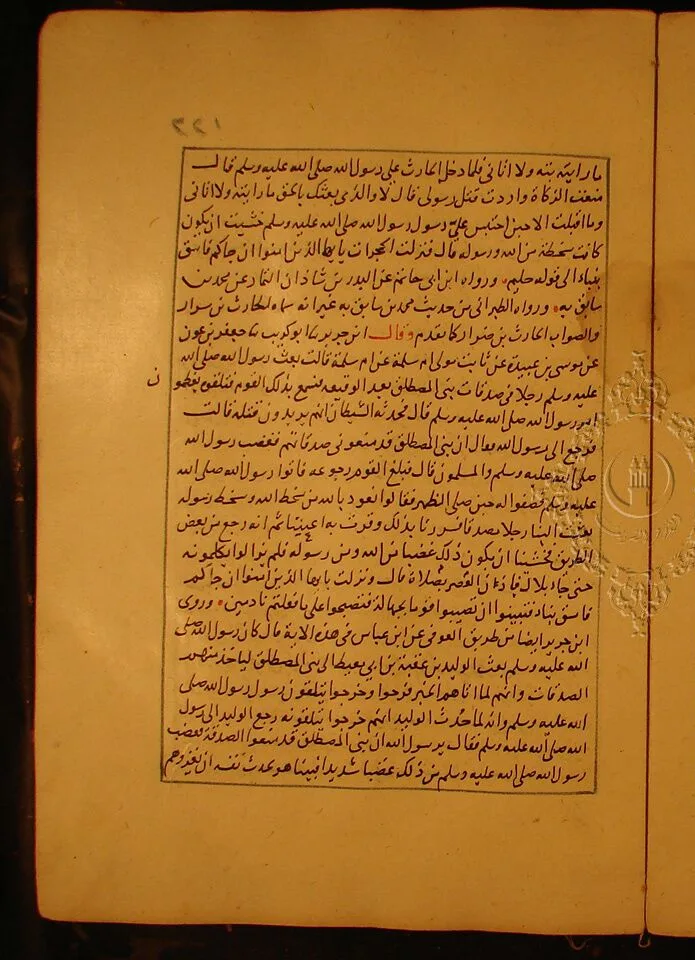 ٢٢١
ما رايته بته ولا اتاني فلما دخل الحارث على رسول الله صلى الله عليه وسلم قال
منعت الزكاة واردت قتل رسولي قال لا والذي بعثك بالحق ما رايته ولا اتاني
وما اقبلت الا حين احتبس علي رسول رسول الله صلى الله عليه وسلم خشيت ان يكون
كانت سخطة من الله ورسوله قال فنزلت الحجرات يا يها الذين امنوا ان جاكم فاسق
بنباء الى قوله حكيم ورواه ابن ابي حاتم عن المنذر بن شاذان التمار عن محمد بن
سابق به ورواه الطبراني من حديث محمد بن سابق به غير انه سماه الحارث بن سرار
والصواب الحارث بن ضرار كما تقدم وقال ابن جرير ثنا ابو كريب ثنا جعفر بن عون
عن موسى بن عبيدة عن ثابت مولى ام سلمة عن ام سلمة قالت بعث رسول الله صلى الله
عليه وسلم رجلا في صدقات بني المصطلق بعد الوقيعه فسمع بذلك القوم فتلقوه يعظمو ن
امر رسول الله صلى الله عليه وسلم قال فحدثه الشيطان انهم يريدون قتله قالت
فرجع الى رسول الله فقال ان بني المصطلق قد منعوني صدقاتهم فغضب رسول الله
صلى الله عليه وسلم والمسلمون قال فبلغ القوم رجوعه فاتوا رسول الله صلى الله
عليه وسلم فصفوا له حين صلى الظهر فقالوا نعوذ بالله من سخط الله وسخط رسوله
بعثت الينا رجلا مصدقا فسررنا بذلك وقرت به اعيننا ثم انه رجع من بعض
الطريق فخشينا ان يكون ذلك غضبا من الله ومن رسوله فلم يزالوا يكلمونه
حتى جاء بلال فاذن العصر بصلاة قال ونزلت يا يها الذين امنوا ان جاكم
فاسق بنباء فتبينوا ان تصيبوا قوما بجهالة فتصبحوا على ما فعلتم نادمين وروى
ابن جرير ايضا من طريق العوفي عن ابن عباس في هذه الاية قال كان رسول الله صلى
الله عليه وسلم بعث الوليد بن عقبة بن ابي معيط الى بني المصطلق لياخذ منهم
الصدقات وانهم لما اتاهم الخبر فرحوا وخرجوا يتلقون رسول رسول الله صلى
الله عليه وسلم وانه لما حدث الوليد انهم خرجوا يتلقونه رجع الوليد الى رسول
الله صلى الله عليه وسلم فقال يرسول الله ان بني المصطلق قد منعوا الصدقة فغضب
رسول الله صلى الله عليه وسلم من ذلك غضبا شديدا فبينما هو يحدث نفسه ان يغزوهم